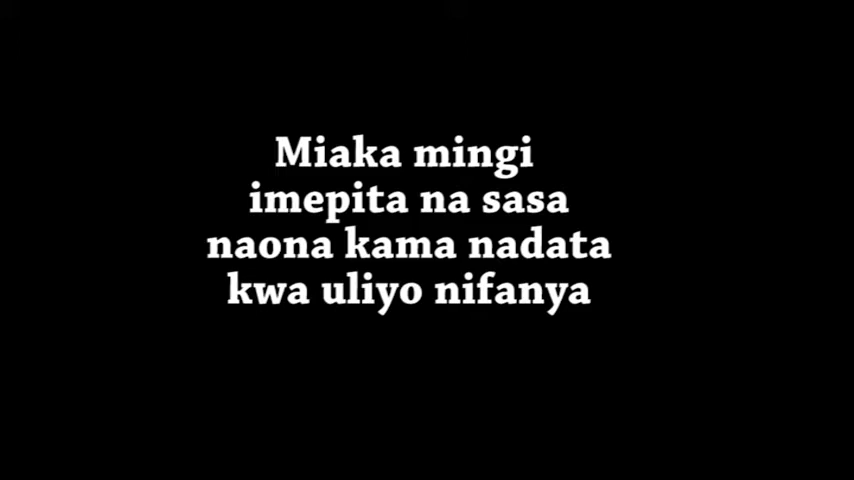 Miaka mingi
imepita na sasa
naona kama nadata
kwa uliyo nifanya